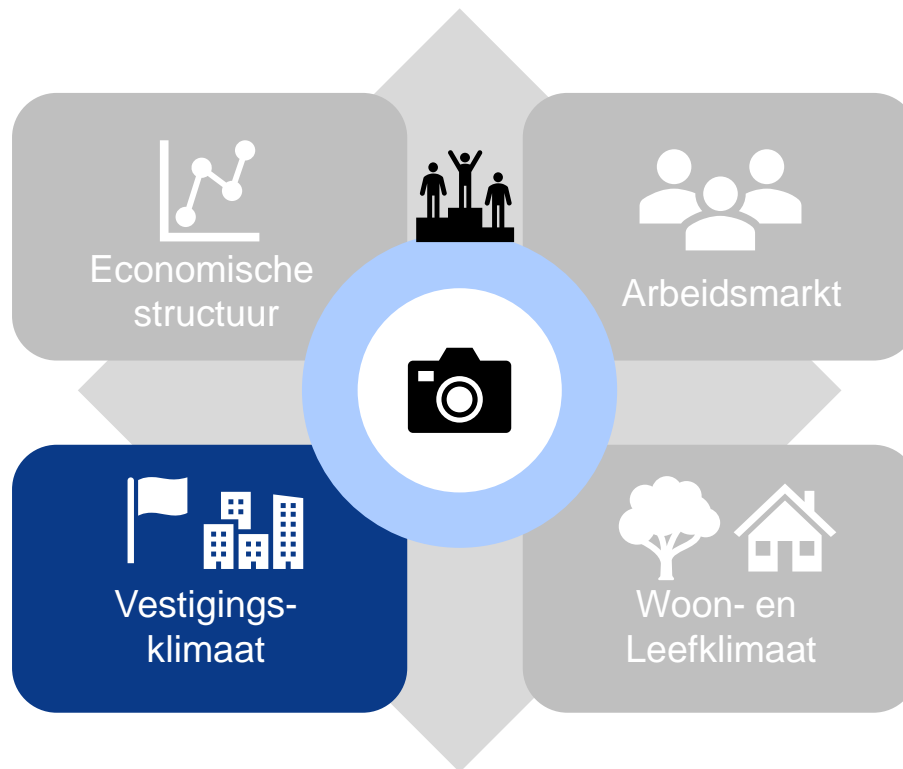 Economische
structuur
Arbeidsmarkt
Vestigings-
klimaat
Woon- en
Leefklimaat